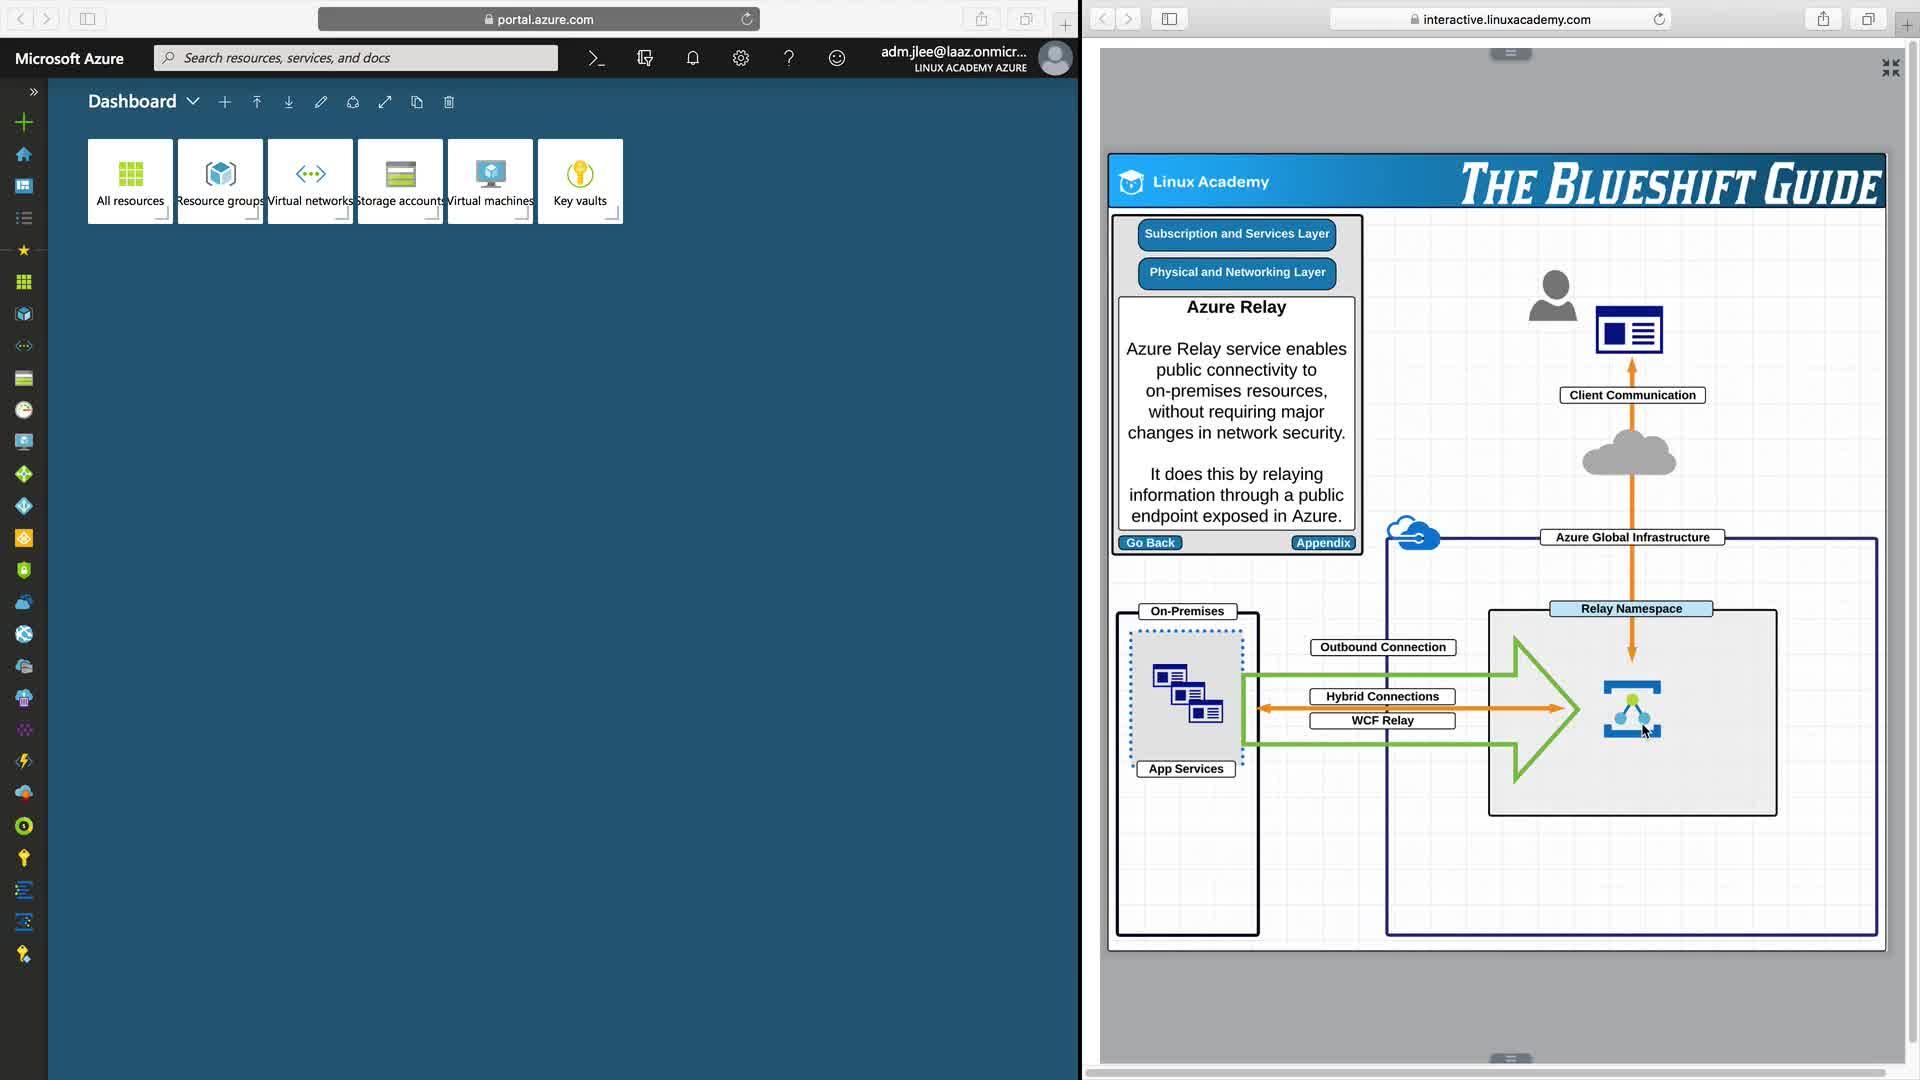 portal.azure.com
interactive.linuxacademy.com
Microsoft Azure
Search resources, services, and docs
adm.jlee@laaz.onmicr...
LINUX ACADEMY AZURE
Dashboard
All resources
Resource groups
Virtual networks
Storage accounts
Virtual machines
Key vaults
Linux Academy
THE BLUESHIFT GUIDE
Subscription and Services Layer
Physical and Networking Layer
Azure Relay
Azure Relay service enables
public connectivity to
on-premises resources,
without requiring major
changes in network security.
It does this by relaying
information through a public
endpoint exposed in Azure.
Go Back
Appendix
Client Communication
Azure Global Infrastructure
Relay Namespace
On-Premises
Outbound Connection
Hybrid Connections
WCF Relay
App Services